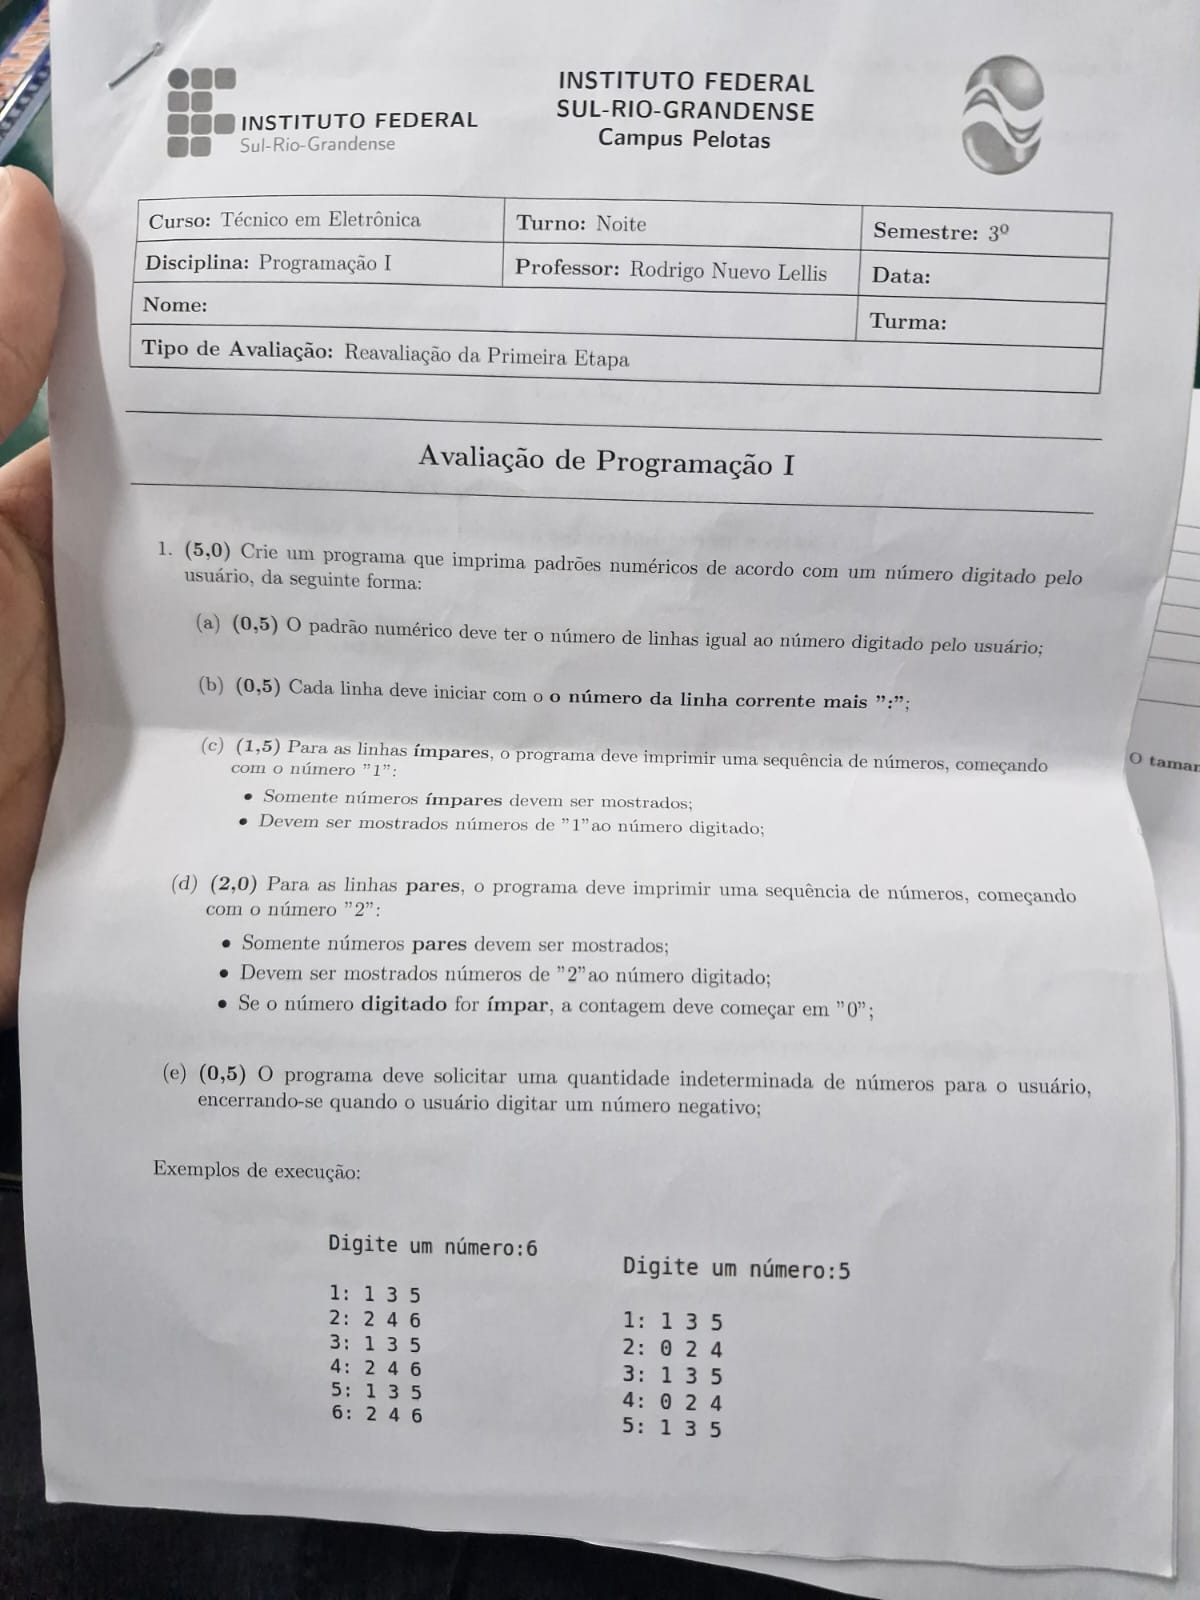 INSTITUTO FEDERAL
Sul-Rio-Grandense
INSTITUTO FEDERAL
SUL-RIO-GRANDENSE
Campus Pelotas
Curso: Técnico em Eletrônica
Turno: Noite
Semestre: 3º
Disciplina: Programação I
Professor: Rodrigo Nuevo Lellis
Data:
Nome:
Turma:
Tipo de Avaliação: Reavaliação da Primeira Etapa
Avaliação de Programação I
1. (5,0) Crie um programa que imprima padrões numéricos de acordo com um número digitado pelo
usuário, da seguinte forma:
(a) (0,5) O padrão numérico deve ter o número de linhas igual ao número digitado pelo usuário;
(b) (0,5) Cada linha deve iniciar com o o número da linha corrente mais ":";
(c) (1,5) Para as linhas ímpares, o programa deve imprimir uma sequência de números, começando
com o número "1":
• Somente números ímpares devem ser mostrados;
• Devem ser mostrados números de "1"ao número digitado;
(d) (2,0) Para as linhas pares, o programa deve imprimir uma sequência de números, começando
com o número "2":
• Somente números pares devem ser mostrados;
• Devem ser mostrados números de "2"ao número digitado;
• Se o número digitado for ímpar, a contagem deve começar em "0";
(e) (0,5) O programa deve solicitar uma quantidade indeterminada de números para o usuário,
encerrando-se quando o usuário digitar um número negativo;
Exemplos de execução:
Digite um número:6
1: 1 3 5
2: 2 4 6
3: 1 3 5
4: 2 4 6
5: 1 3 5
6: 2 4 6
Digite um número:5
1: 1 3 5
2: 0 2 4
3: 1 3 5
4: 0 2 4
5: 1 3 5
O tamar